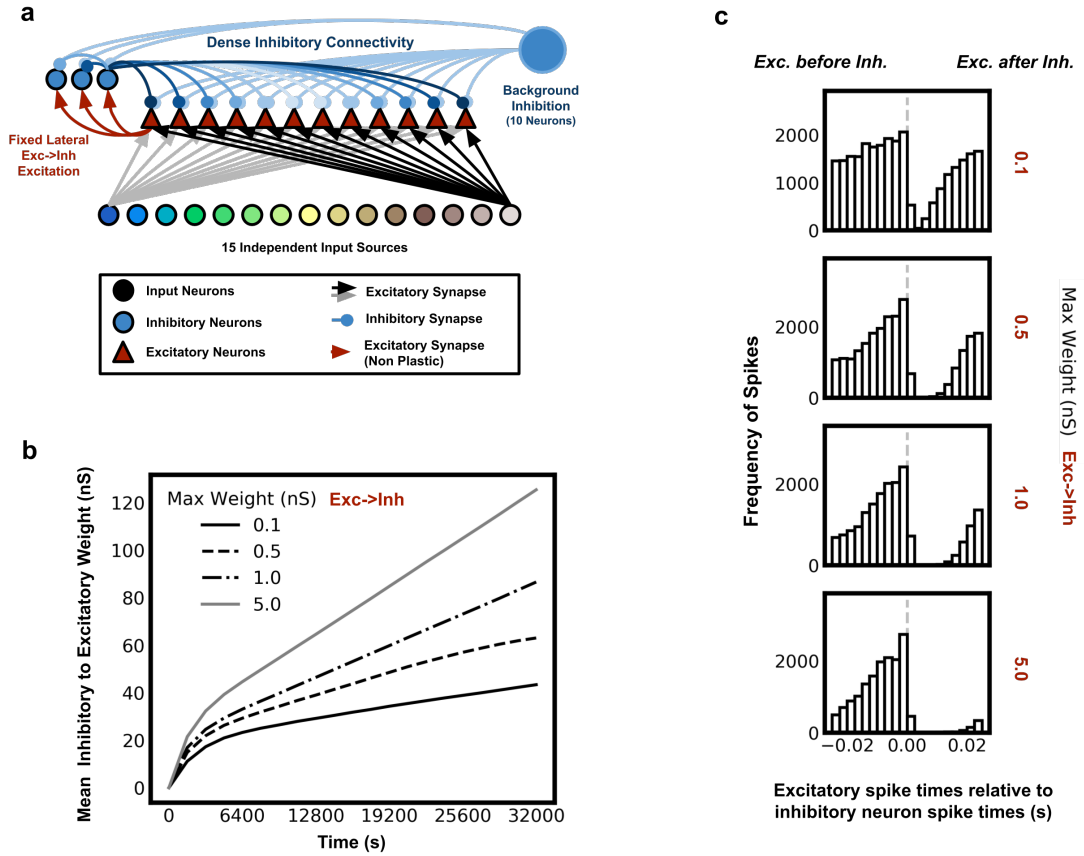 a
Dense Inhibitory Connectivity
Background
Inhibition
(10 Neurons)
Fixed Lateral
Exc->Inh
Excitation
15 Independent Input Sources
Input Neurons
Inhibitory Neurons
Excitatory Neurons
Excitatory Synapse
Inhibitory Synapse
Excitatory Synapse
(Non Plastic)
b
Mean Inhibitory to Excitatory Weight (nS)
120
100
80
60
40
20
0
Max Weight (nS) Exc->Inh
0.1
0.5
1.0
5.0
0 6400 12800 19200 25600 32000
Time (s)
c
Exc. before Inh. Exc. after Inh.
Frequency of Spikes
2000
1000
0
0.1
2000
0
0.5
2000
0
1.0
2000
0
5.0
−0.02 0.00 0.02
Max Weight (nS) Exc->Inh
Excitatory spike times relative to
inhibitory neuron spike times (s)